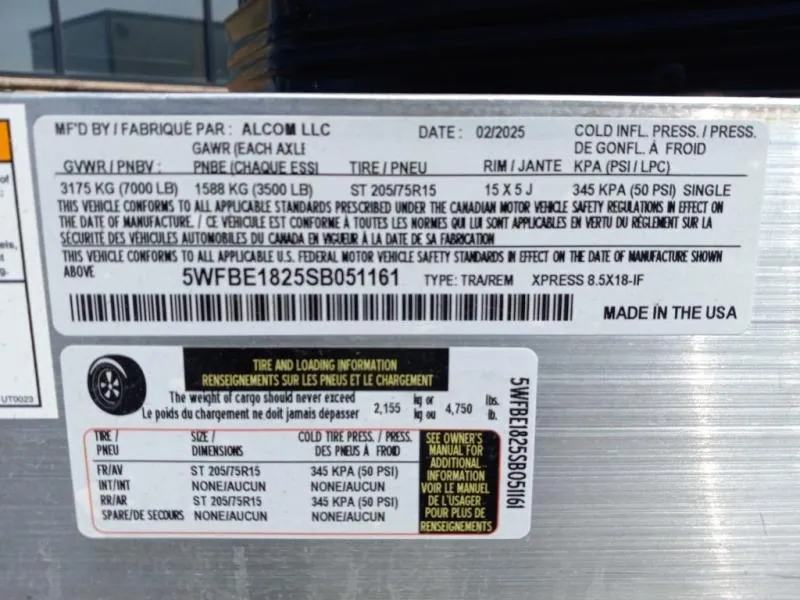 MF'D BY / FABRIQUÉ PAR : ALCOM LLC DATE : 02/2025 COLD INFL. PRESS. / PRESS.
GAWR (EACH AXLE DE GONFL. À FROID
GVWR / PNBV : PNBE (CHAQUE ESSI TIRE / PNEU RIM / JANTE KPA (PSI / LPC)
3175 KG (7000 LB) 1588 KG (3500 LB) ST 205/75R15 15 X 5 J 345 KPA (50 PSI) SINGLE
THIS VEHICLE CONFORMS TO ALL APPLICABLE STANDARDS PRESCRIBED UNDER THE CANADIAN MOTOR VEHICLE SAFETY REGULATIONS IN EFFECT ON
THE DATE OF MANUFACTURE. / CE VÉHICULE EST CONFORME À TOUTES LES NORMES QUI LUI SONT APPLICABLES EN VERTU DU RÈGLEMENT SUR LA
SÉCURITÉ DES VÉHICULES AUTOMOBILES DU CANADA EN VIGUEUR À LA DATE DE SA FABRICATION
THIS VEHICLE CONFORMS TO ALL APPLICABLE U.S. FEDERAL MOTOR VEHICLE SAFETY STANDARDS IN EFFECT ON THE DATE OF MANUFACTURE SHOWN
ABOVE 5WFBE1825SB051161 TYPE: TRA/REM XPRESS 8.5X18-IF
MADE IN THE USA
UT0023
TIRE AND LOADING INFORMATION
RENSEIGNEMENTS SUR LES PNEUS ET LE CHARGEMENT
The weight of cargo should never exceed kg or lbs.
Le poids du chargement ne doit jamais dépasser 2,155 kg ou 4,750 lb.
TIRE / SIZE / COLD TIRE PRESS. / PRESS.
PNEU DIMENSIONS DES PNEUS À FROID
FR/AV ST 205/75R15 345 KPA (50 PSI)
INT/INT NONE/AUCUN NONE/AUCUN
RR/AR ST 205/75R15 345 KPA (50 PSI)
SPARE/DE SECOURS NONE/AUCUN NONE/AUCUN
SEE OWNER'S
MANUAL FOR
ADDITIONAL
INFORMATION
VOIR LE MANUEL
DE L'USAGER
POUR PLUS DE
RENSEIGNEMENTS
5WFBE1825SB051161